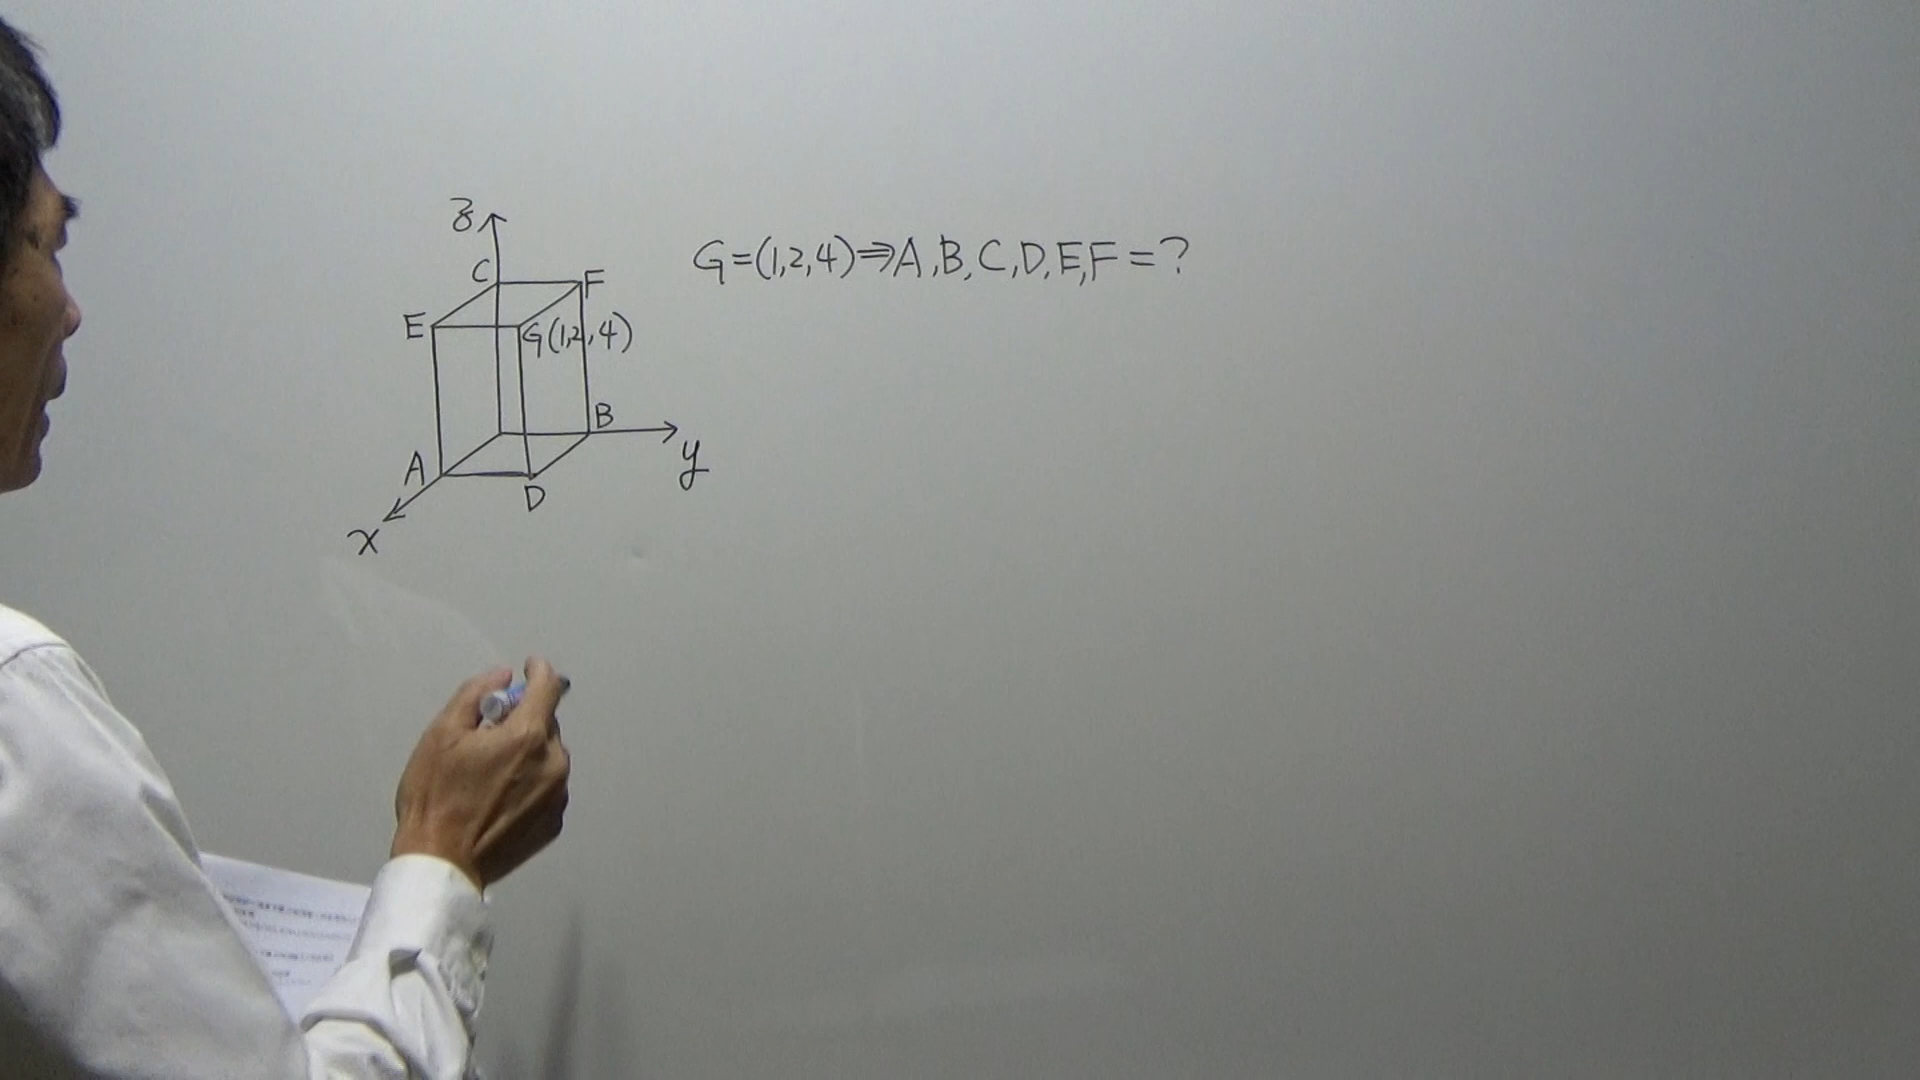 z
C F
E G(1,2,4)
B
A D y
x
G=(1,2,4)⇒A,B,C,D,E,F=?